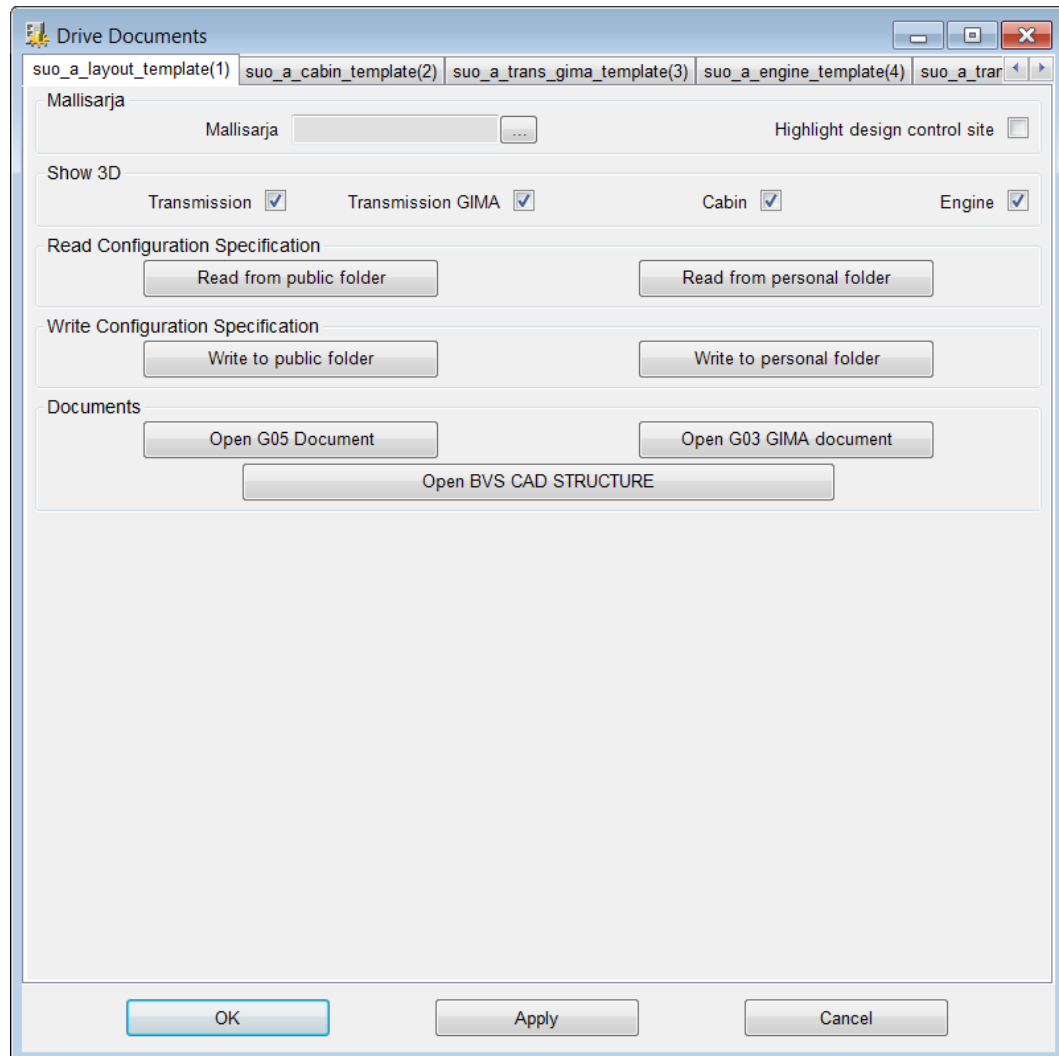 Drive Documents
suo_a_layout_template(1) suo_a_cabin_template(2) suo_a_trans_gima_template(3) suo_a_engine_template(4) suo_a_tran
Mallisarja
Mallisarja ... Highlight design control site
Show 3D
Transmission Transmission GIMA Cabin Engine
Read Configuration Specification
Read from public folder Read from personal folder
Write Configuration Specification
Write to public folder Write to personal folder
Documents
Open G05 Document Open G03 GIMA document
Open BVS CAD STRUCTURE
OK Apply Cancel